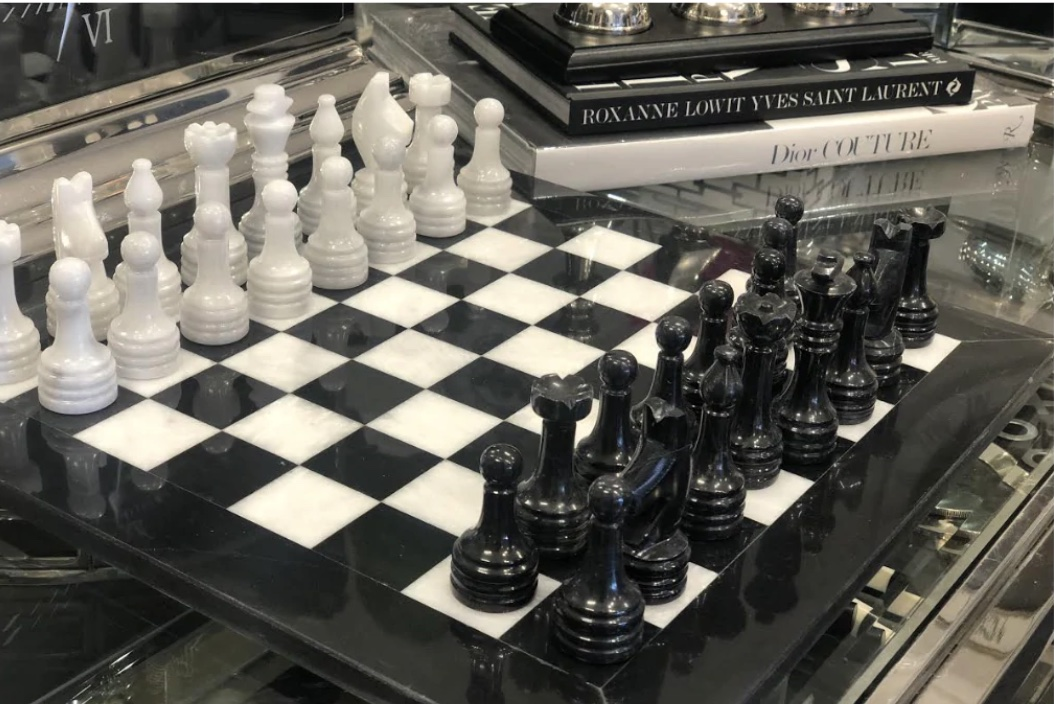 VI
ROXANNE LOWIT YVES SAINT LAURENT
Dior COUTURE